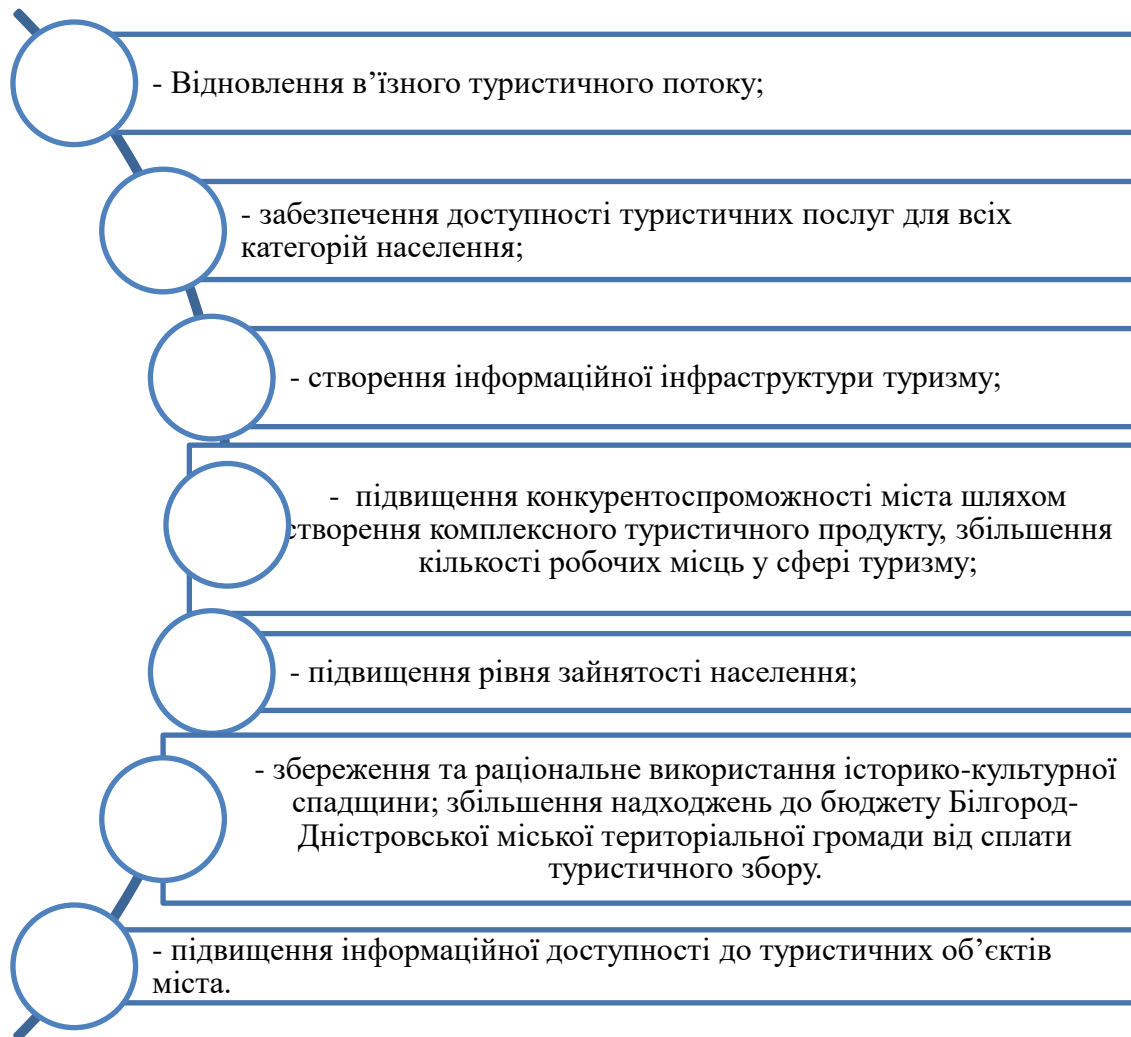 - Відновлення в’їзного туристичного потоку;
- забезпечення доступності туристичних послуг для всіх
категорій населення;
- створення інформаційної інфраструктури туризму;
- підвищення конкурентоспроможності міста шляхом
створення комплексного туристичного продукту, збільшення
кількості робочих місць у сфері туризму;
- підвищення рівня зайнятості населення;
- збереження та раціональне використання історико-культурної
спадщини; збільшення надходжень до бюджету Білгород-
Дністровської міської територіальної громади від сплати
туристичного збору.
- підвищення інформаційної доступності до туристичних об’єктів
міста.